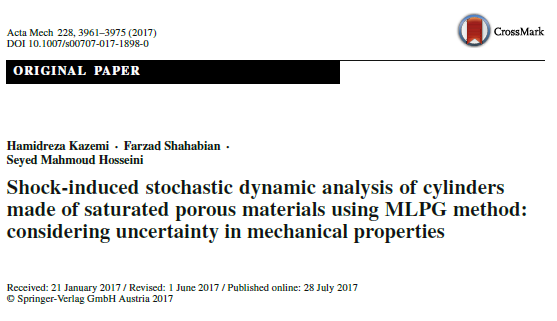 Acta Mech 228, 3961–3975 (2017)
DOI 10.1007/s00707-017-1898-0
CrossMark
ORIGINAL PAPER
Hamidreza Kazemi · Farzad Shahabian ·
Seyed Mahmoud Hosseini
Shock-induced stochastic dynamic analysis of cylinders
made of saturated porous materials using MLPG method:
considering uncertainty in mechanical properties
Received: 21 January 2017 / Revised: 1 June 2017 / Published online: 28 July 2017
© Springer-Verlag GmbH Austria 2017